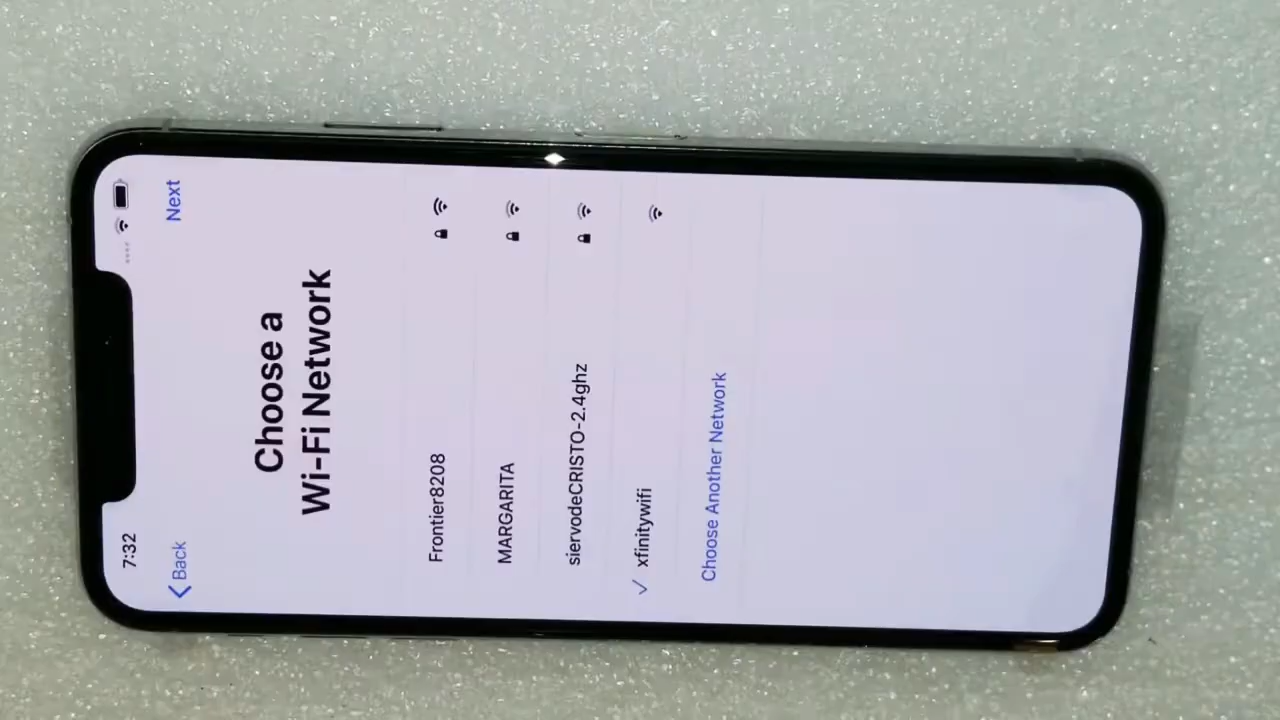 7:32
Back
Next
Choose a
Wi-Fi Network
Frontier8208
MARGARITA
siervodeCRISTO-2.4ghz
xfinitywifi
Choose Another Network